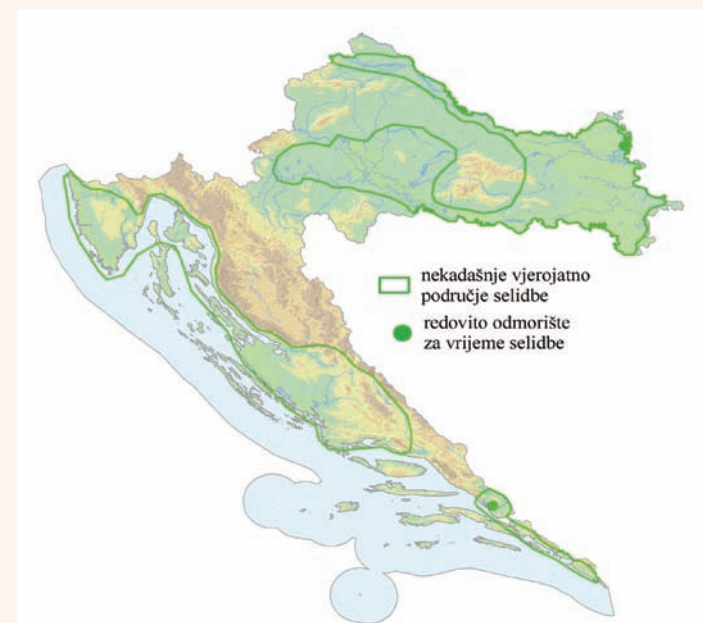 nekadašnje vjerojatno
područje selidbe
redovito odmorište
za vrijeme selidbe